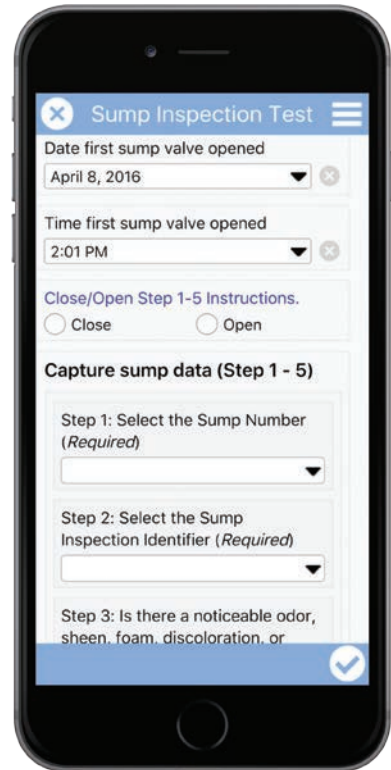 Sump Inspection Test
Date first sump valve opened
April 8, 2016
Time first sump valve opened
2:01 PM
Close/Open Step 1-5 Instructions.
Close Open
Capture sump data (Step 1 - 5)
Step 1: Select the Sump Number
(Required)
Step 2: Select the Sump
Inspection Identifier (Required)
Step 3: Is there a noticeable odor,
sheen, foam, discoloration, or